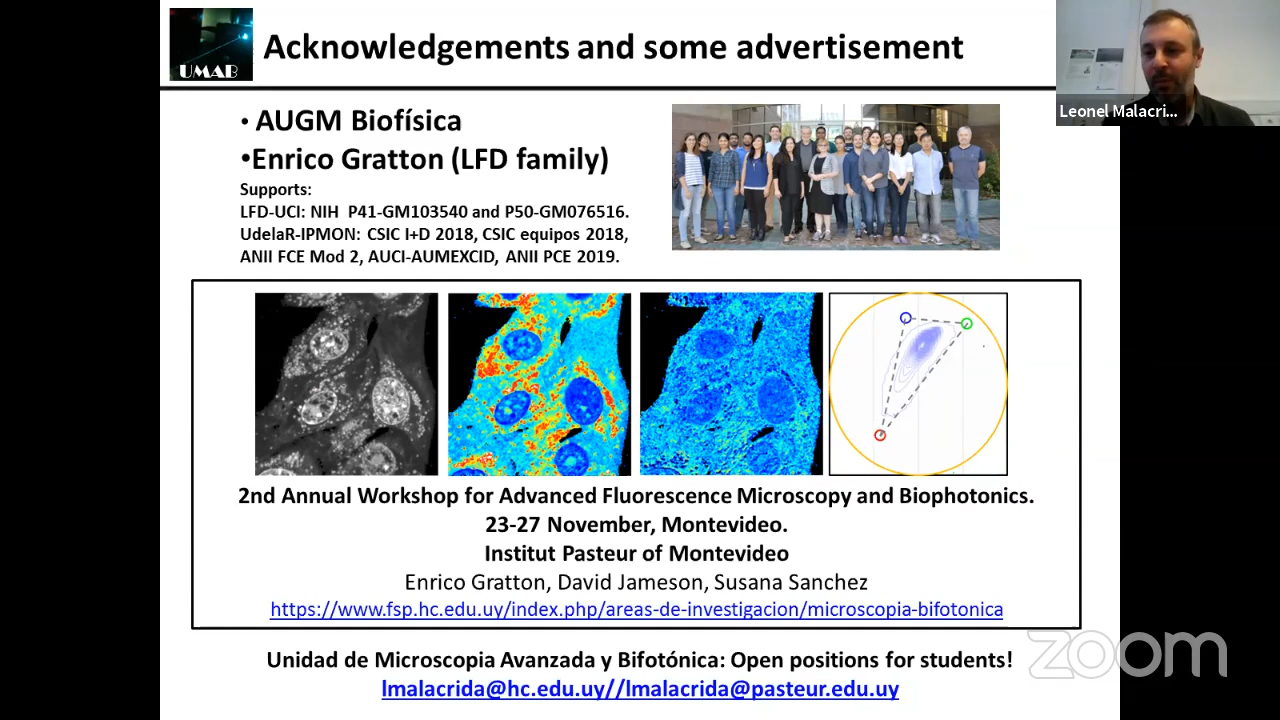 UMAB
Acknowledgements and some advertisement
Leonel Malacri...
• AUGM Biofísica
•Enrico Gratton (LFD family)
Supports:
LFD-UCI: NIH P41-GM103540 and P50-GM076516.
UdelaR-IPMON: CSIC I+D 2018, CSIC equipos 2018,
ANII FCE Mod 2, AUCI-AUMEXCID, ANII PCE 2019.
2nd Annual Workshop for Advanced Fluorescence Microscopy and Biophotonics.
23-27 November, Montevideo.
Institut Pasteur of Montevideo
Enrico Gratton, David Jameson, Susana Sanchez
https://www.fsp.hc.edu.uy/index.php/areas-de-investigacion/microscopia-bifotonica
zoom
Unidad de Microscopia Avanzada y Bifotónica: Open positions for students!
lmalacrida@hc.edu.uy//lmalacrida@pasteur.edu.uy